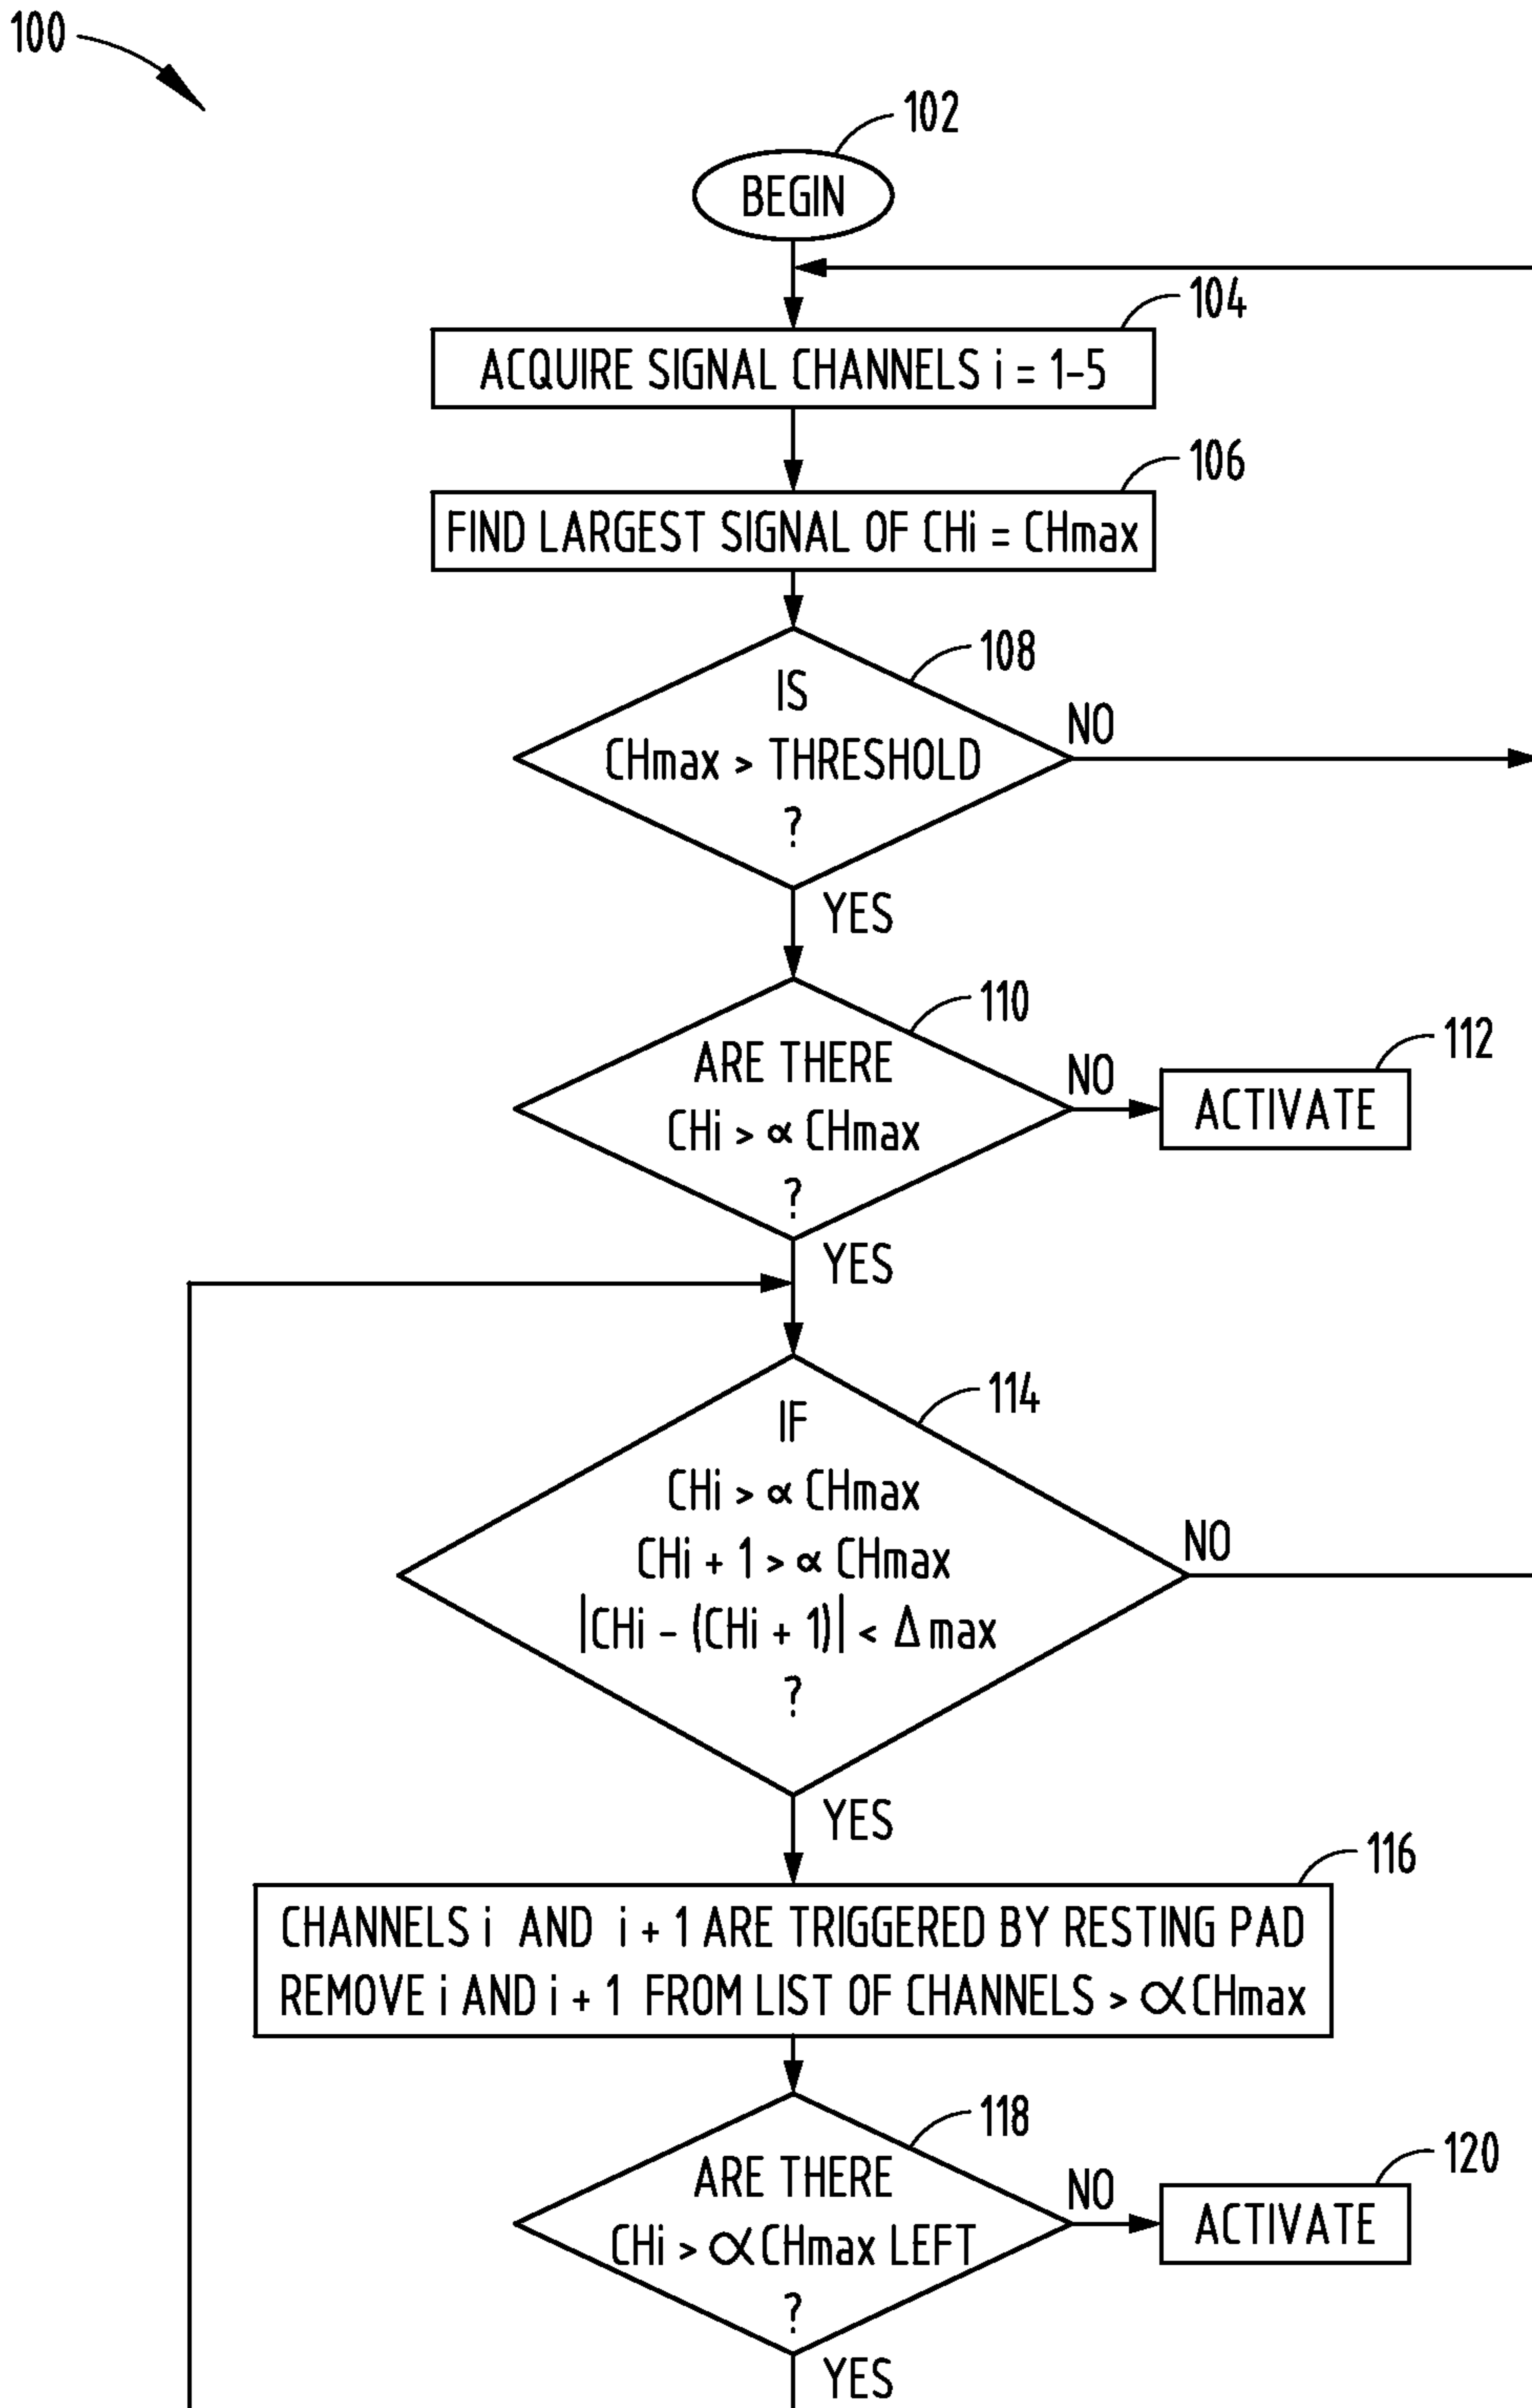 100
102
BEGIN
104
ACQUIRE SIGNAL CHANNELS i = 1-5
106
FIND LARGEST SIGNAL OF CHi = CHmax
108
IS
CHmax > THRESHOLD
?
NO
YES
110
ARE THERE
CHi > ∝ CHmax
?
NO
112
ACTIVATE
YES
114
IF
CHi > ∝ CHmax
CHi + 1 > ∝ CHmax
|CHi - (CHi + 1)| < Δ max
?
NO
YES
116
CHANNELS i AND i + 1 ARE TRIGGERED BY RESTING PAD
REMOVE i AND i + 1 FROM LIST OF CHANNELS > ∝ CHmax
118
ARE THERE
CHi > ∝ CHmax LEFT
?
NO
120
ACTIVATE
YES